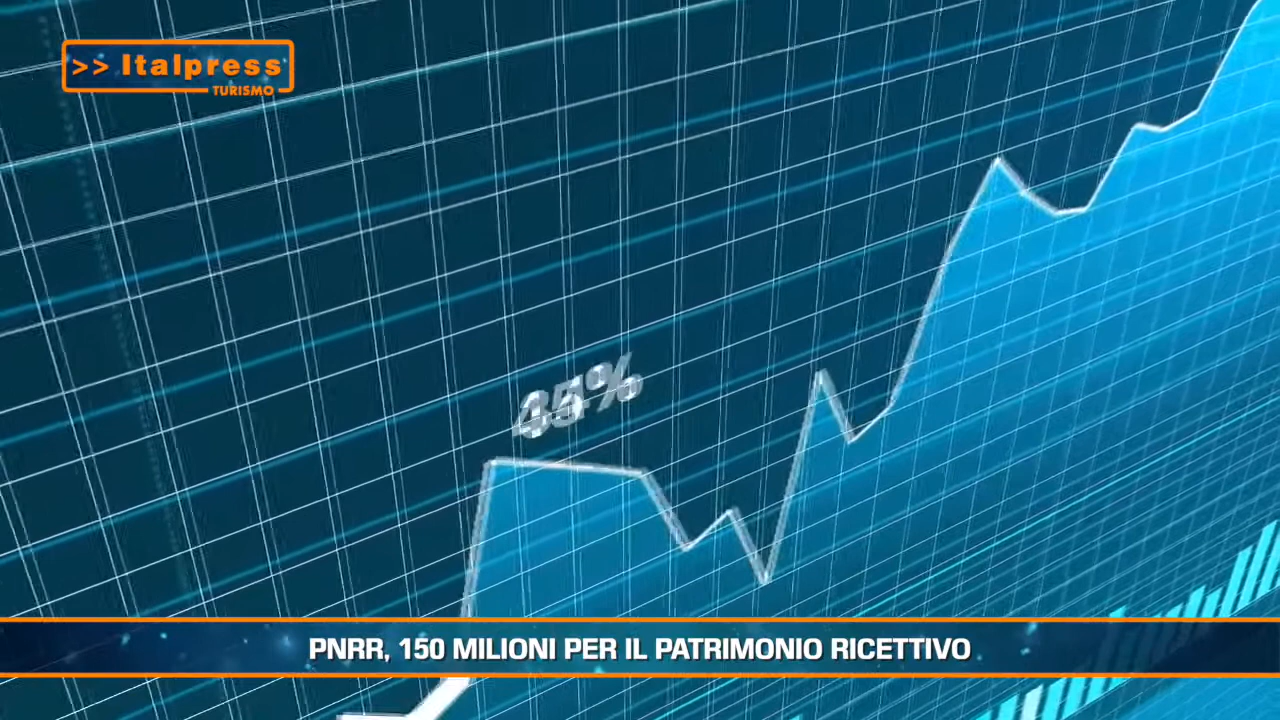 >> Italpress
TURISMO
45%
PNRR, 150 MILIONI PER IL PATRIMONIO RICETTIVO